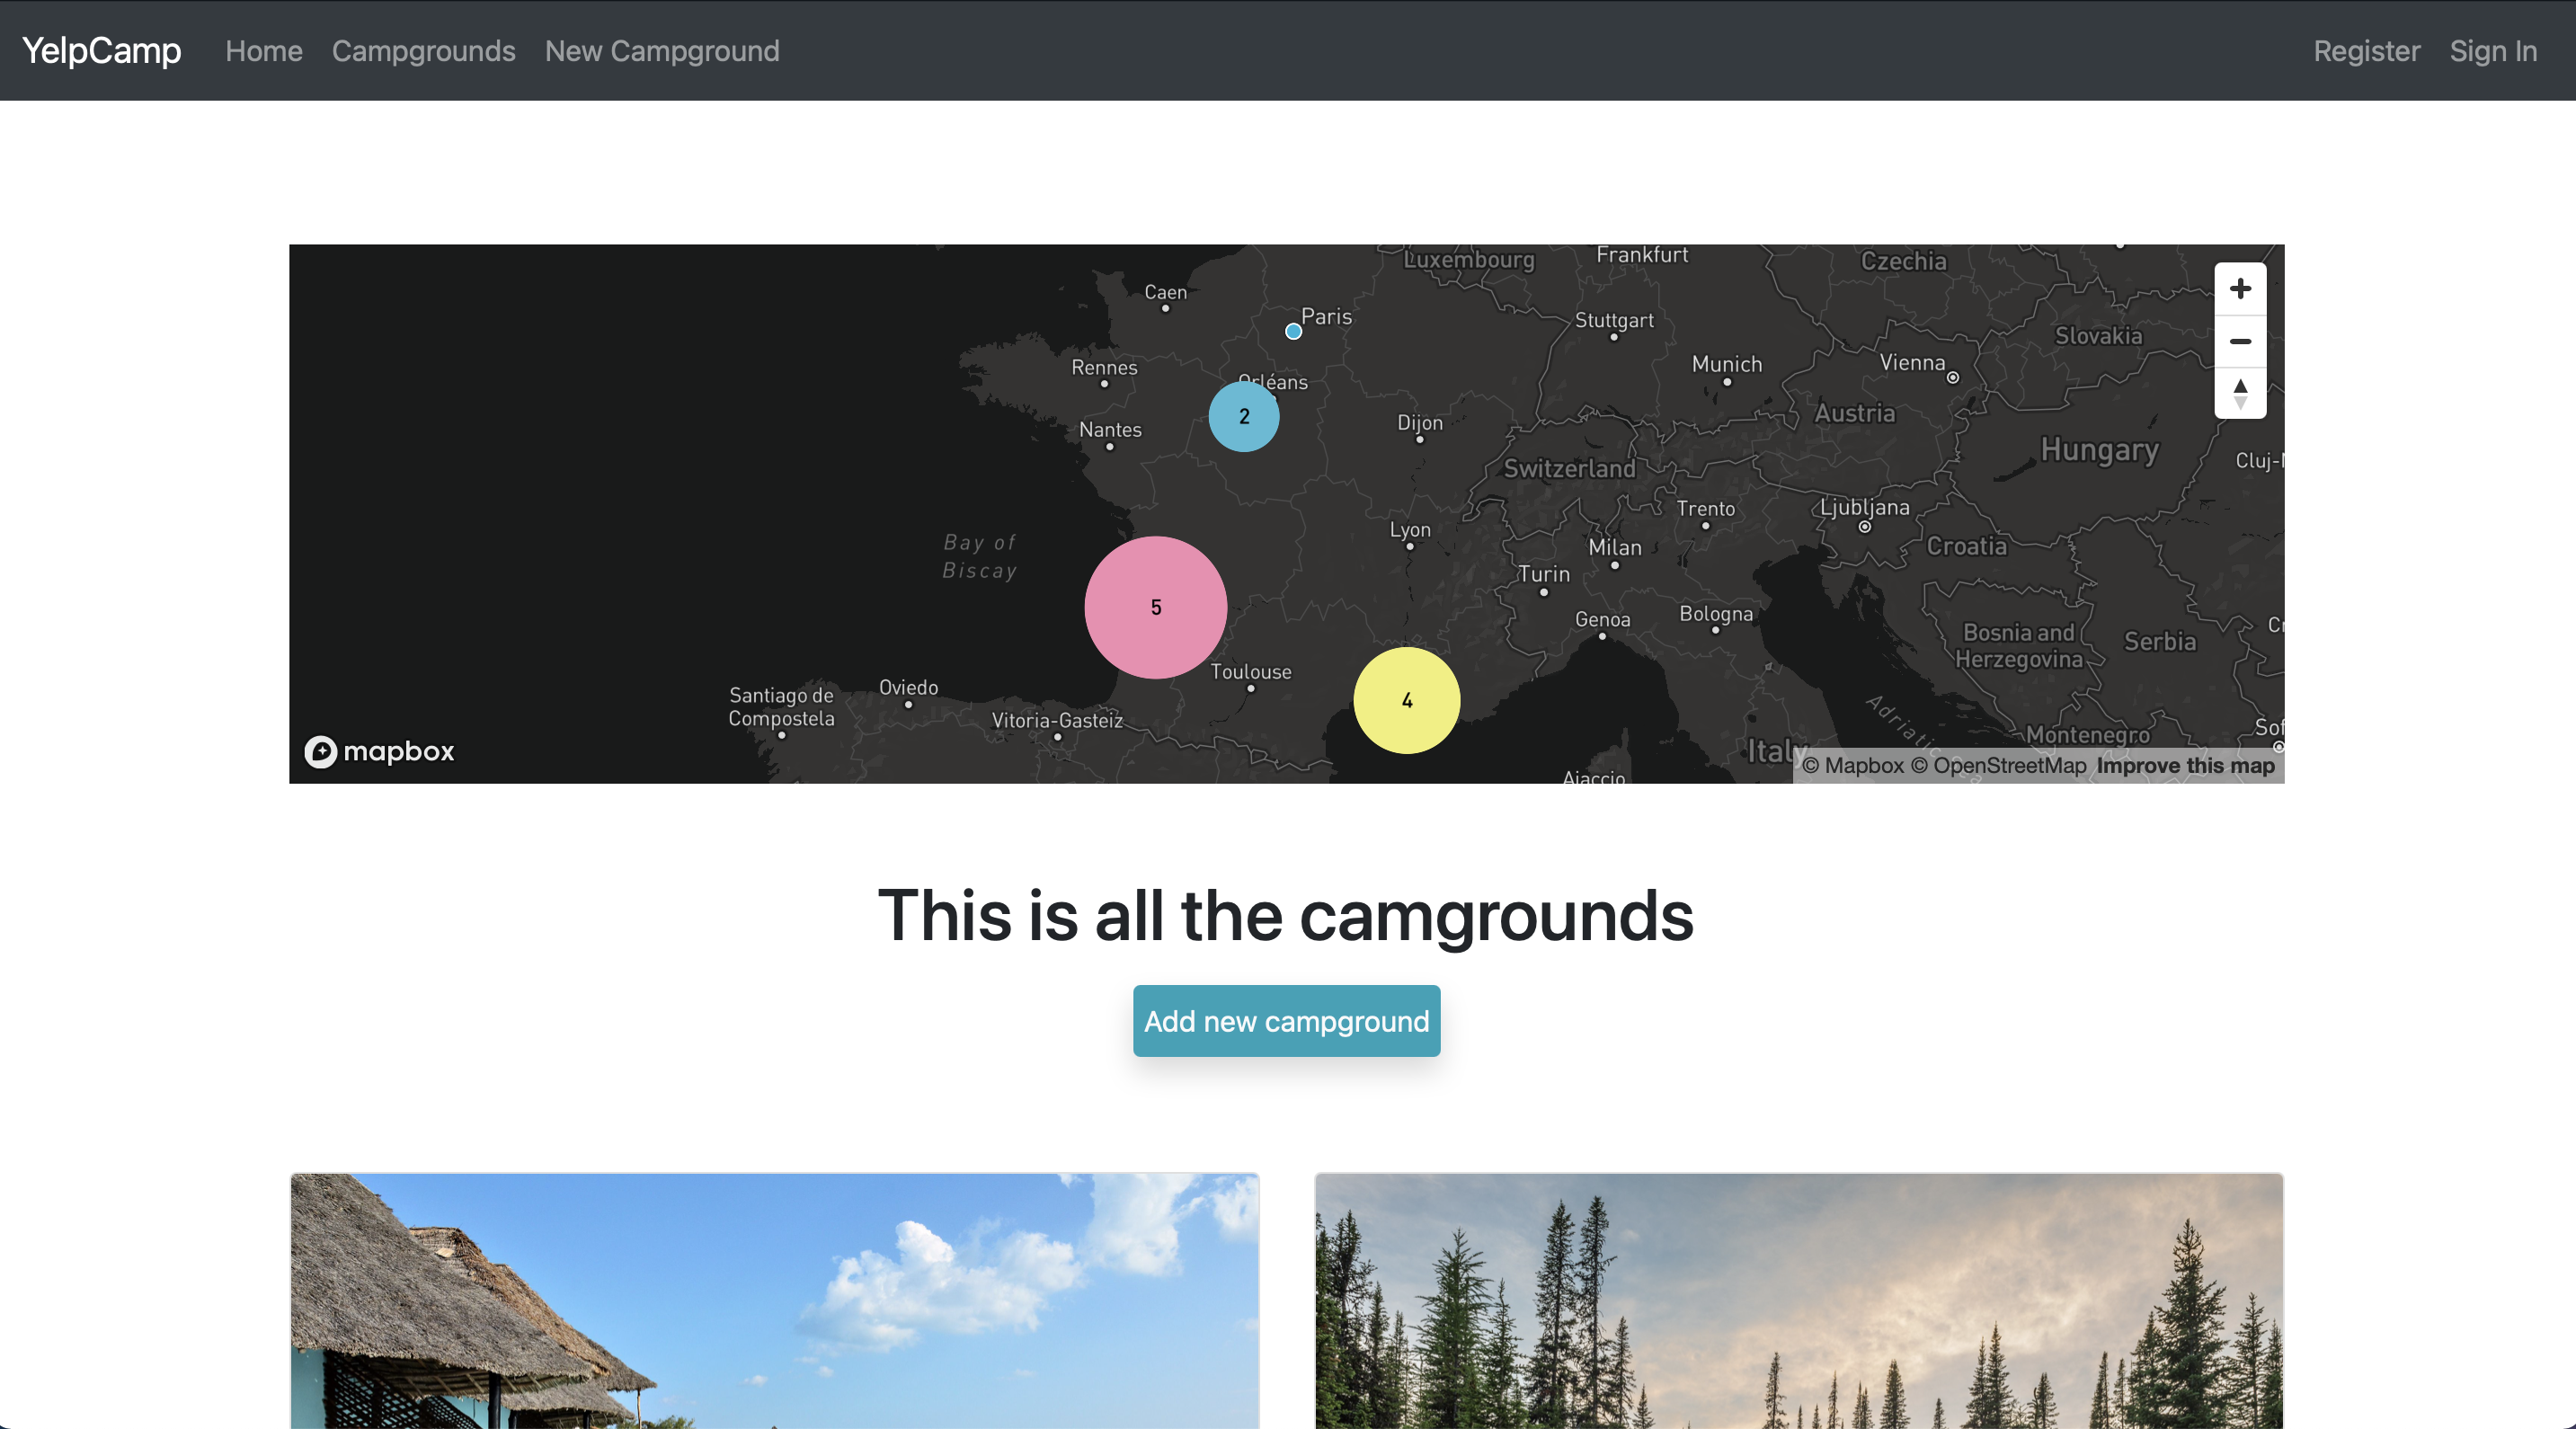 YelpCamp Home Campgrounds New Campground Register Sign In
Luxembourg
Frankfurt
Czechia
Caen
Paris
Stuttgart
Slovakia
Rennes
Orléans
Munich
Vienna
2
Nantes
Dijon
Austria
Switzerland
Hungary
Lyon
Trento
Ljubljana
Bay of
Biscay
Milan
Croatia
Turin
5
Genoa
Bologna
Bosnia and
Herzegovina
Serbia
Toulouse
Santiago de
Compostela
Oviedo
Vitoria-Gasteiz
4
Adriatic Sea
Montenegro
Italy
mapbox
Ajaccio
© Mapbox © OpenStreetMap Improve this map
This is all the camgrounds
Add new campground